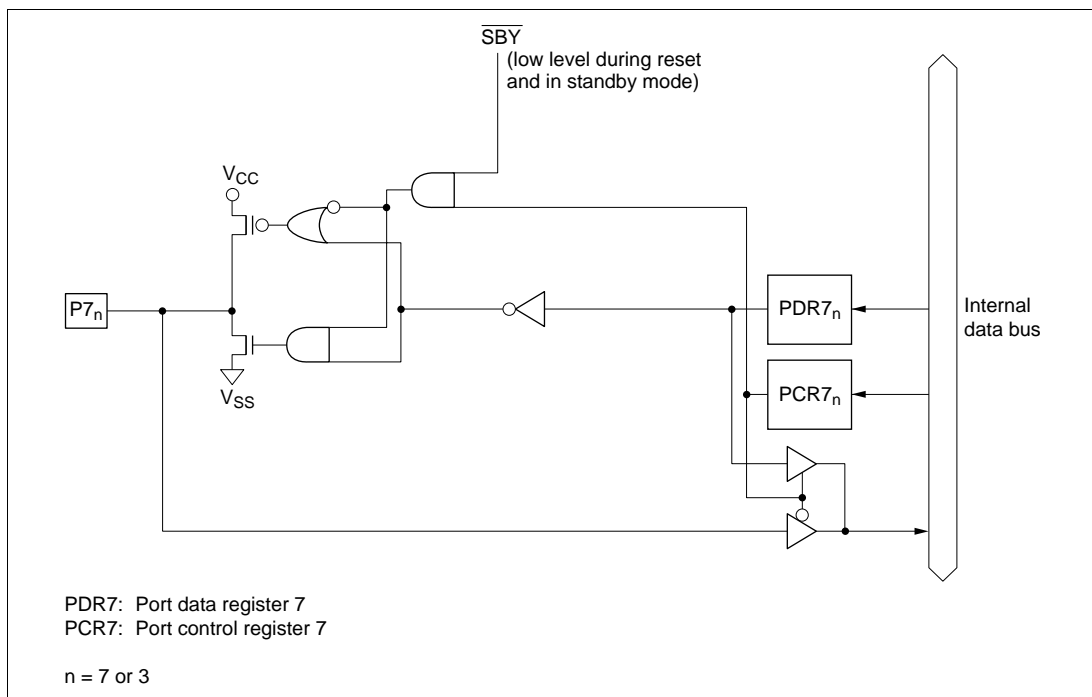 SBY
(low level during reset
and in standby mode)
VCC
P7n
PDR7n
Internal
data bus
PCR7n
VSS
PDR7: Port data register 7
PCR7: Port control register 7
n = 7 or 3